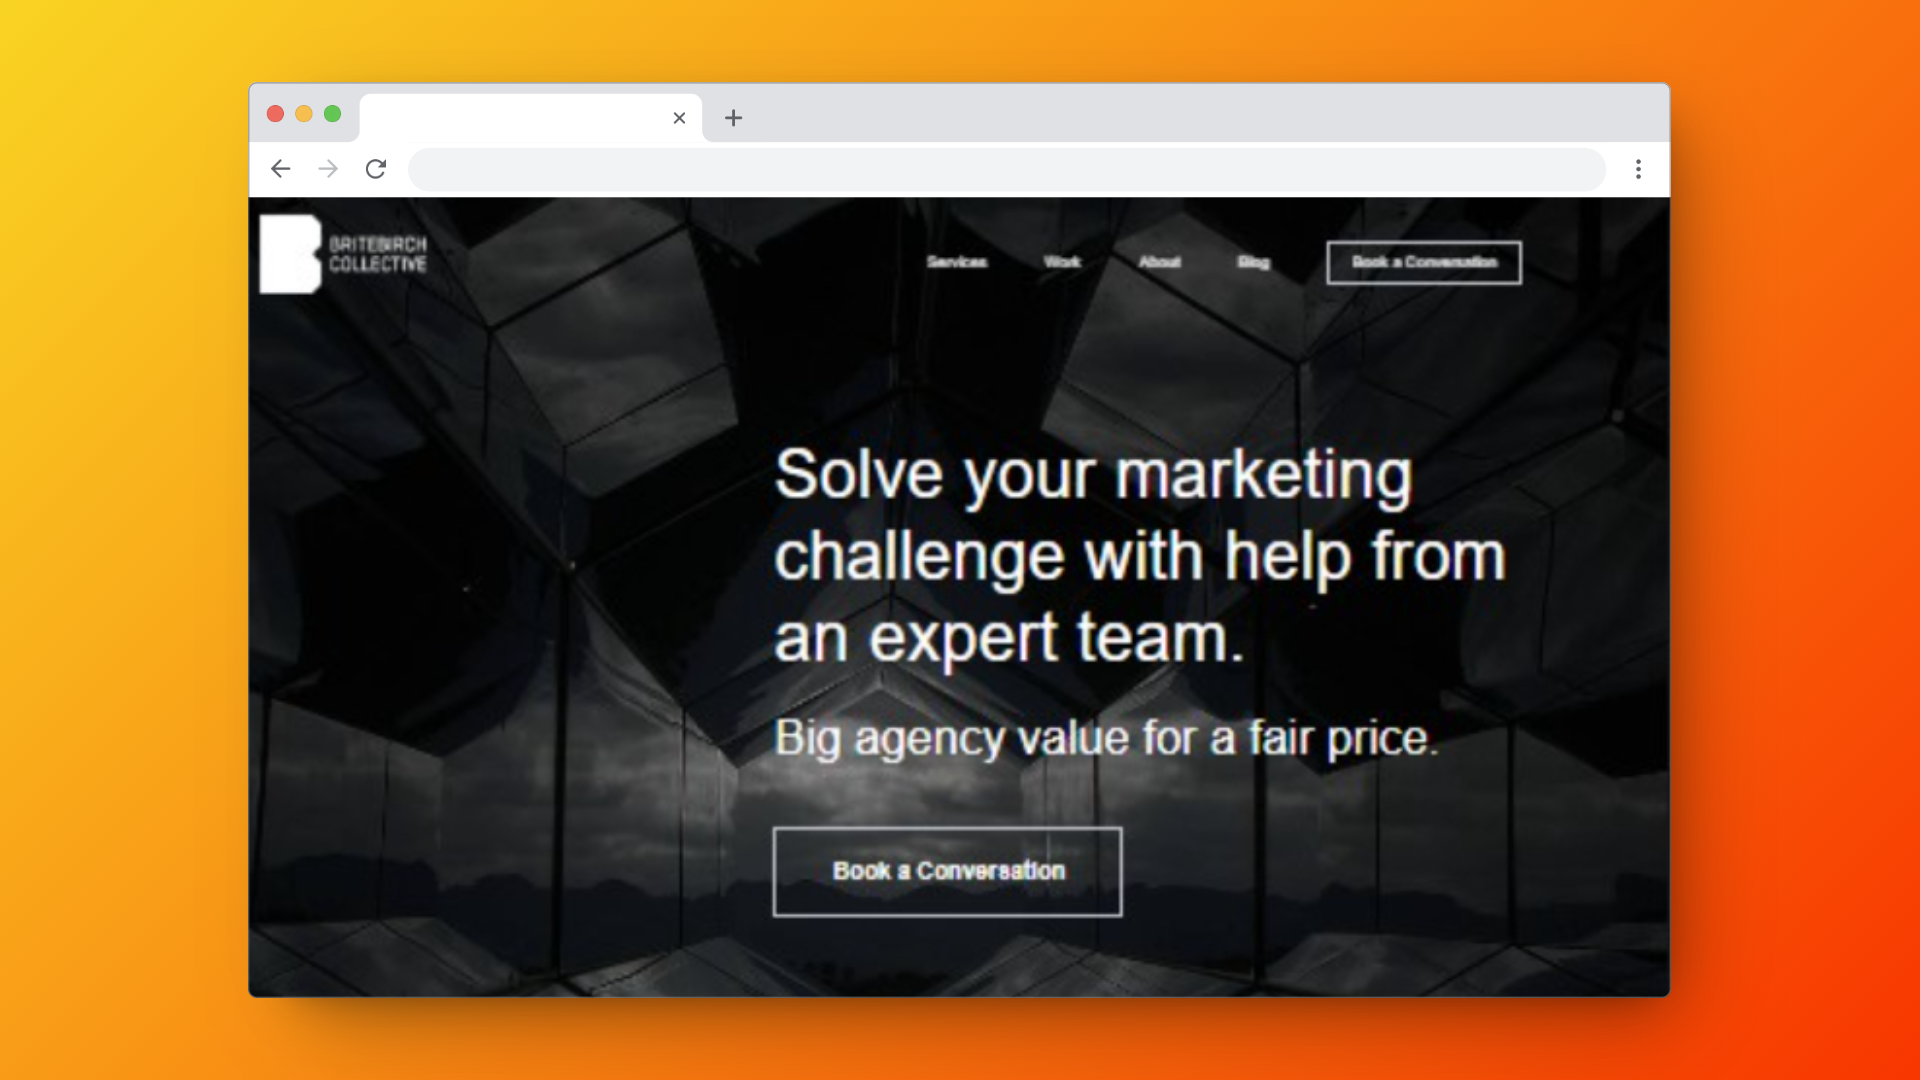 BRITEBIRCH
COLLECTIVE
Services Work About Blog Book a Conversation
Solve your marketing
challenge with help from
an expert team.
Big agency value for a fair price.
Book a Conversation